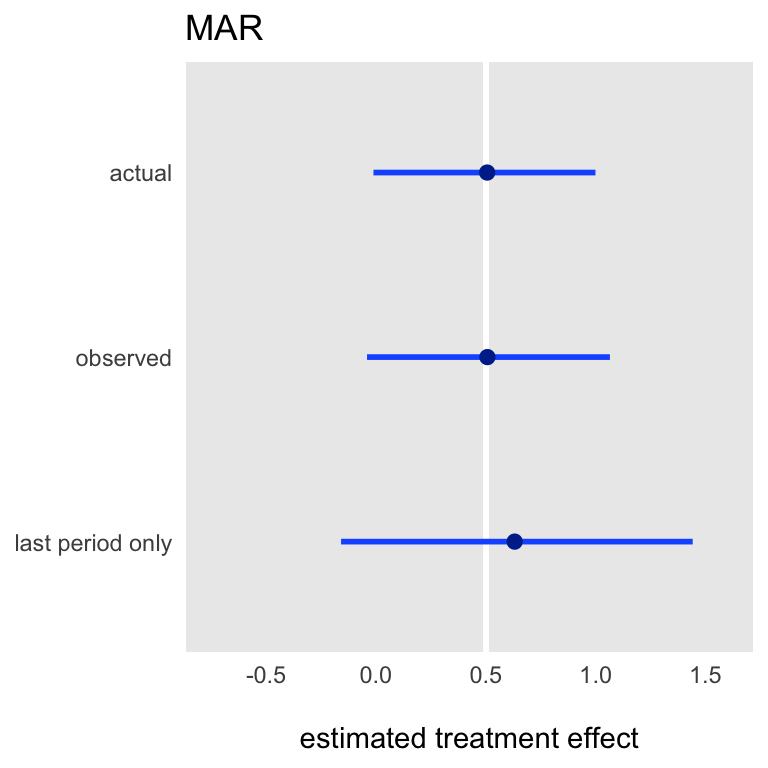 MAR
actual
observed
last period only
-0.5 0.0 0.5 1.0 1.5
estimated treatment effect